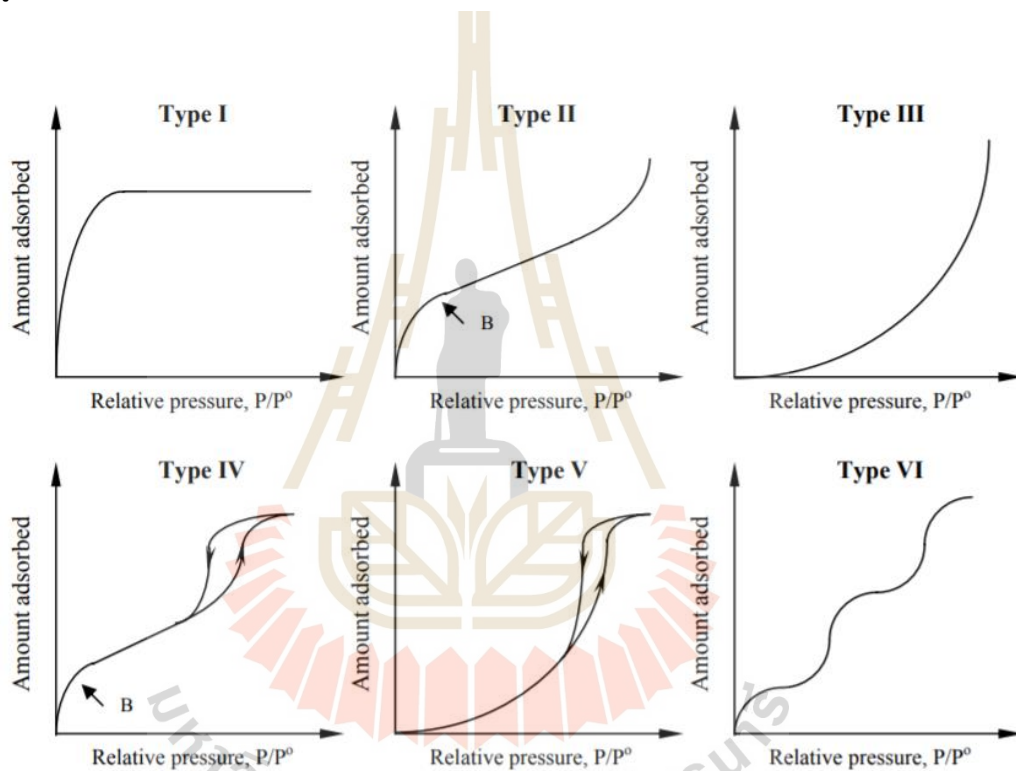 Type I
Amount adsorbed
Relative pressure, P/P°
Type II
Amount adsorbed
B
Relative pressure, P/P°
Type III
Amount adsorbed
Relative pressure, P/P°
Type IV
Amount adsorbed
B
Relative pressure, P/P°
Type V
Amount adsorbed
Relative pressure, P/P°
Type VI
Amount adsorbed
Relative pressure, P/P°